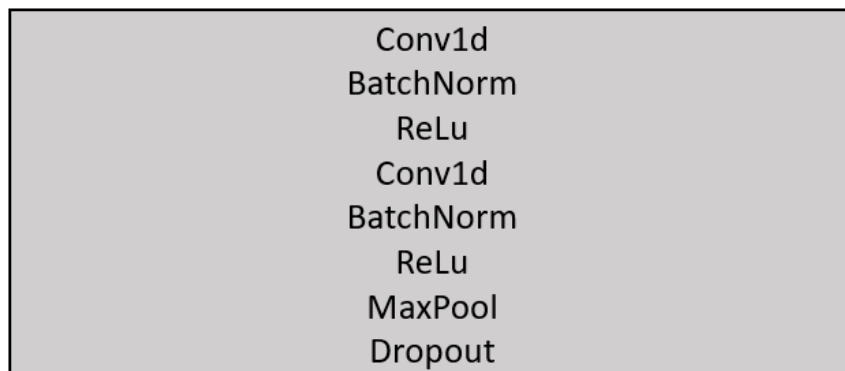 Conv1d
BatchNorm
ReLu
Conv1d
BatchNorm
ReLu
MaxPool
Dropout